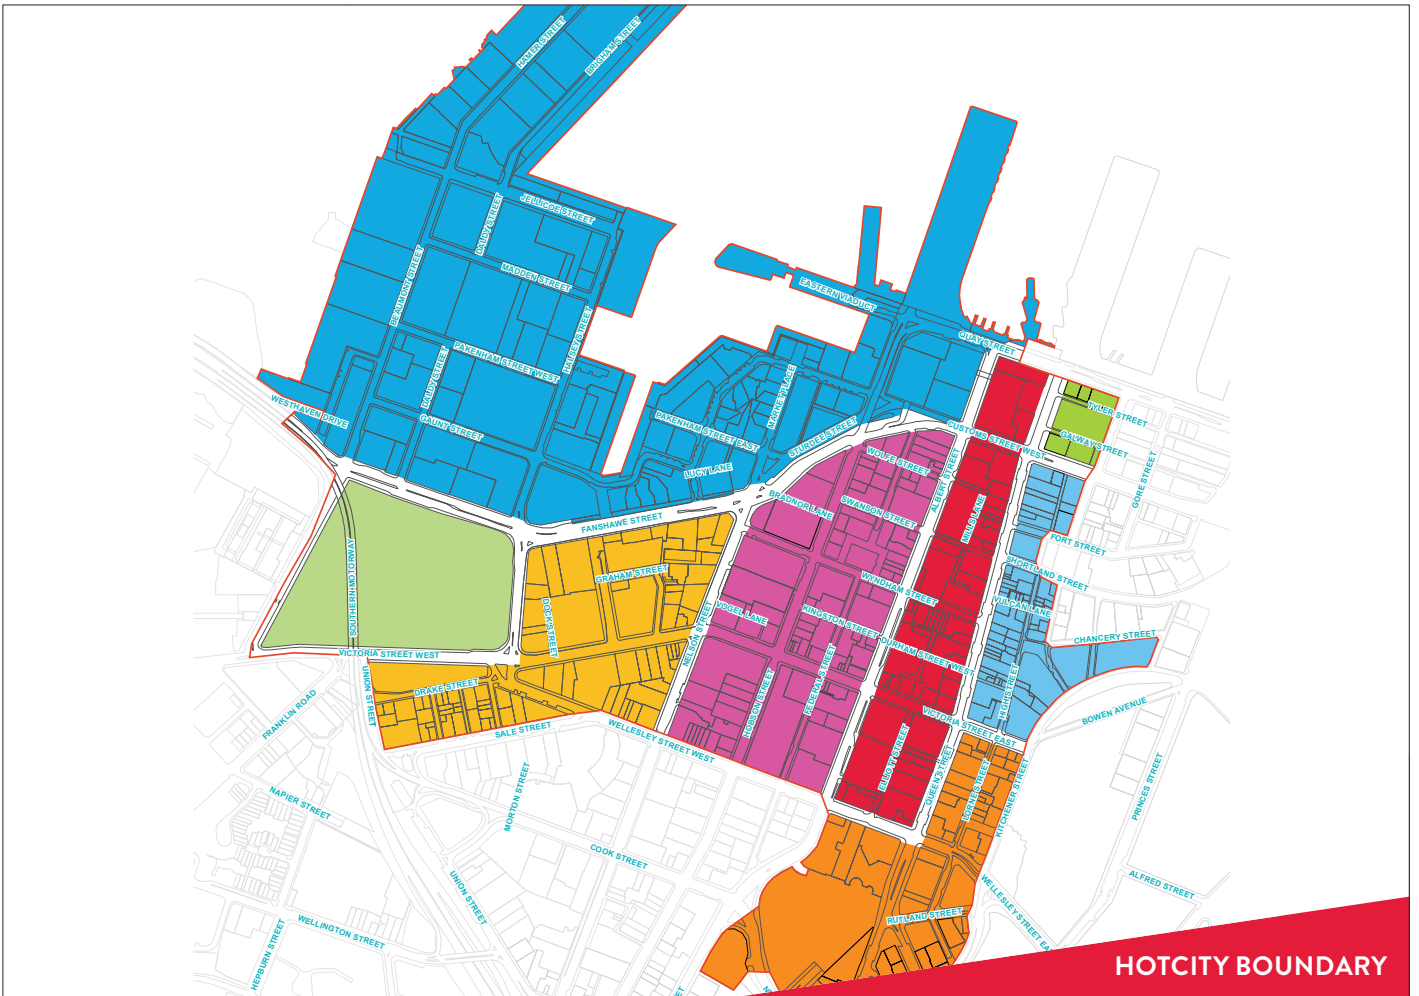 HAMER STREET
BRIGHAM STREET
JELLICOE STREET
DALDY STREET
MADDEN STREET
BEAUMONT STREET
EASTERN VIADUCT
HALSEY STREET
QUAY STREET
PAKENHAM STREET WEST
DALDY STREET
MARKET PLACE
WESTHAVEN DRIVE
GAUNT STREET
PAKENHAM STREET EAST
STURDEE STREET
TYLER STREET
CUSTOMS STREET WEST
GALWAY STREET
WOLFE STREET
LUCY LANE
ALBERT STREET
GORE STREET
BRADNOR LANE
SWANSON STREET
FANSHAWE STREET
MILLS LANE
FORT STREET
SOUTHERN MOTORWAY
GRAHAM STREET
SHORTLAND STREET
WYNDHAM STREET
VULCAN LANE
DOCK STREET
NELSON STREET
VOGEL LANE
KINGSTON STREET
CHANCERY STREET
DURHAM STREET WEST
VICTORIA STREET WEST
UNION STREET
DRAKE STREET
FEDERAL STREET
HIGH STREET
HOBSON STREET
FRANKLIN ROAD
SALE STREET
WELLESLEY STREET WEST
VICTORIA STREET EAST
BOWEN AVENUE
ELLIOTT STREET
QUEEN STREET
LORNE STREET
KITCHENER STREET
PRINCES STREET
NAPIER STREET
MORTON STREET
COOK STREET
UNION STREET
WELLESLEY STREET EA
ALFRED STREET
RUTLAND STREET
WELLINGTON STREET
HEPBURN STREET
HOTCITY BOUNDARY